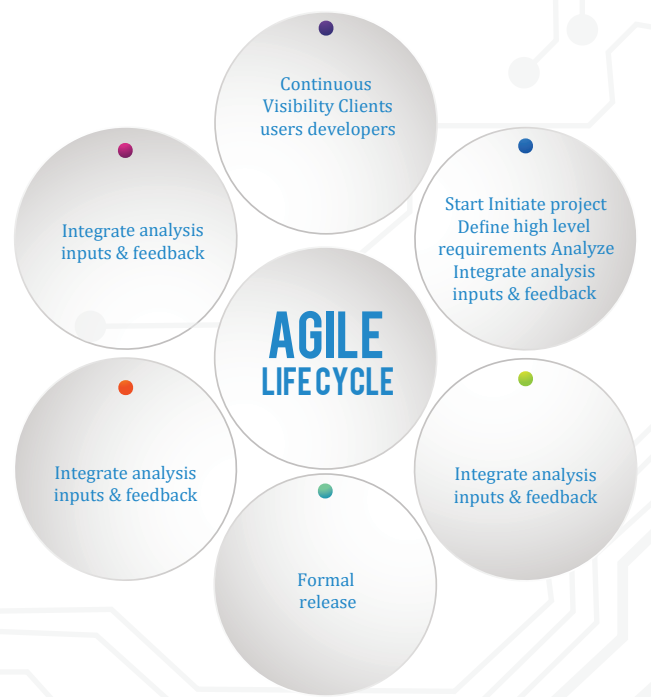 Continuous
Visibility Clients
users developers
Integrate analysis
inputs & feedback
Start Initiate project
Define high level
requirements Analyze
Integrate analysis
inputs & feedback
AGILE
LIFE CYCLE
Integrate analysis
inputs & feedback
Integrate analysis
inputs & feedback
Formal
release